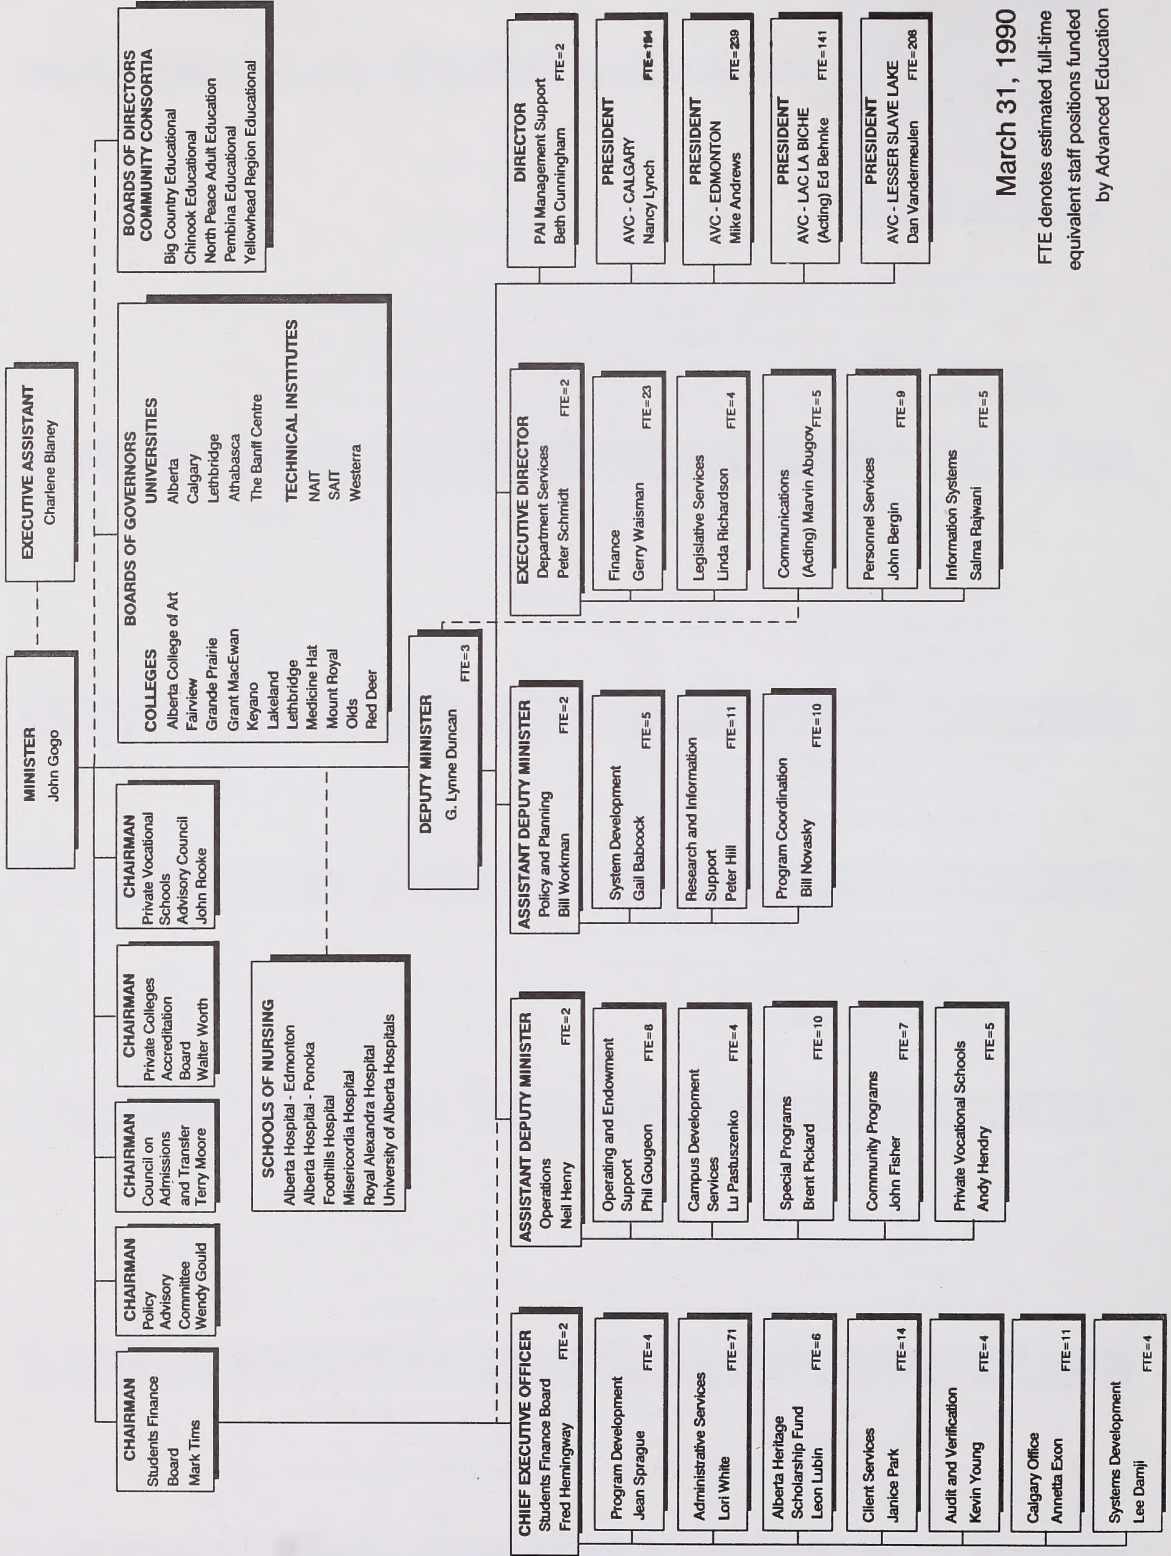 MINISTER
John Gogo
EXECUTIVE ASSISTANT
Charlene Blaney
CHAIRMAN
Students Finance
Board
Mark Tims
CHAIRMAN
Policy
Advisory
Committee
Wendy Gould
CHAIRMAN
Council on
Admissions
and Transfer
Terry Moore
CHAIRMAN
Private Colleges
Accreditation
Board
Walter Worth
CHAIRMAN
Private Vocational
Schools
Advisory Council
John Rooke
BOARDS OF GOVERNORS
COLLEGES
Alberta College of Art
Fairview
Grande Prairie
Grant MacEwan
Keyano
Lakeland
Lethbridge
Medicine Hat
Mount Royal
Olds
Red Deer
UNIVERSITIES
Alberta
Calgary
Lethbridge
Athabasca
The Banff Centre
TECHNICAL INSTITUTES
NAIT
SAIT
Westerra
BOARDS OF DIRECTORS
COMMUNITY CONSORTIA
Big Country Educational
Chinook Educational
North Peace Adult Education
Pembina Educational
Yellowhead Region Educational
SCHOOLS OF NURSING
Alberta Hospital - Edmonton
Alberta Hospital - Ponoka
Foothills Hospital
Misericordia Hospital
Royal Alexandra Hospital
University of Alberta Hospitals
DEPUTY MINISTER
G. Lynne Duncan
FTE=3
CHIEF EXECUTIVE OFFICER
Students Finance Board
Fred Hemingway FTE=2
Program Development
Jean Sprague FTE=4
Administrative Services
Lori White FTE=71
Alberta Heritage
Scholarship Fund
Leon Lubin FTE=6
Client Services
Janice Park FTE=14
Audit and Verification
Kevin Young FTE=4
Calgary Office
Annetta Exon FTE=11
Systems Development
Lee Damji FTE=4
ASSISTANT DEPUTY MINISTER
Operations
Neil Henry FTE=2
Operating and Endowment
Support
Phil Gougeon FTE=8
Campus Development
Services
Lu Pastuszenko FTE=4
Special Programs
Brent Pickard FTE=10
Community Programs
John Fisher FTE=7
Private Vocational Schools
Andy Hendry FTE=5
ASSISTANT DEPUTY MINISTER
Policy and Planning
Bill Workman FTE=2
System Development
Gail Babcock FTE=5
Research and Information
Support
Peter Hill FTE=11
Program Coordination
Bill Novasky FTE=10
EXECUTIVE DIRECTOR
Department Services
Peter Schmidt FTE=2
Finance
Gerry Waisman FTE=23
Legislative Services
Linda Richardson FTE=4
Communications
(Acting) Marvin Abugov FTE=5
Personnel Services
John Bergin FTE=9
Information Systems
Salma Rajwani FTE=5
DIRECTOR
PAI Management Support
Beth Cunningham FTE=2
PRESIDENT
AVC - CALGARY
Nancy Lynch FTE=194
PRESIDENT
AVC - EDMONTON
Mike Andrews FTE=239
PRESIDENT
AVC - LAC LA BICHE
(Acting) Ed Behnke FTE=141
PRESIDENT
AVC - LESSER SLAVE LAKE
Dan Vandermeulen FTE=206
March 31, 1990
FTE denotes estimated full-time
equivalent staff positions funded
by Advanced Education